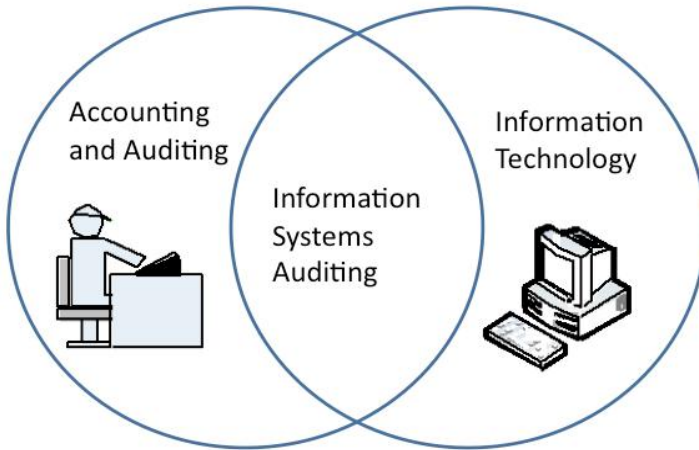 Accounting
and Auditing
Information
Systems
Auditing
Information
Technology